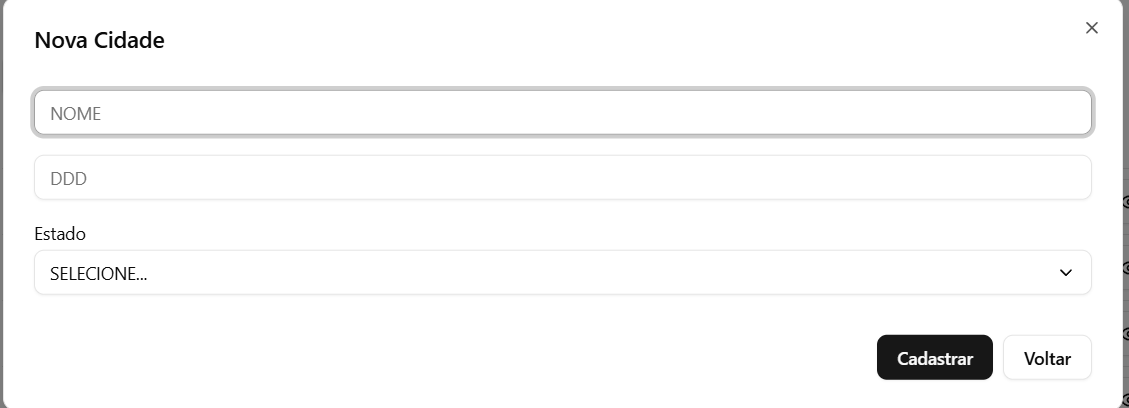 Nova Cidade
NOME
DDD
Estado
SELECIONE...
Cadastrar
Voltar